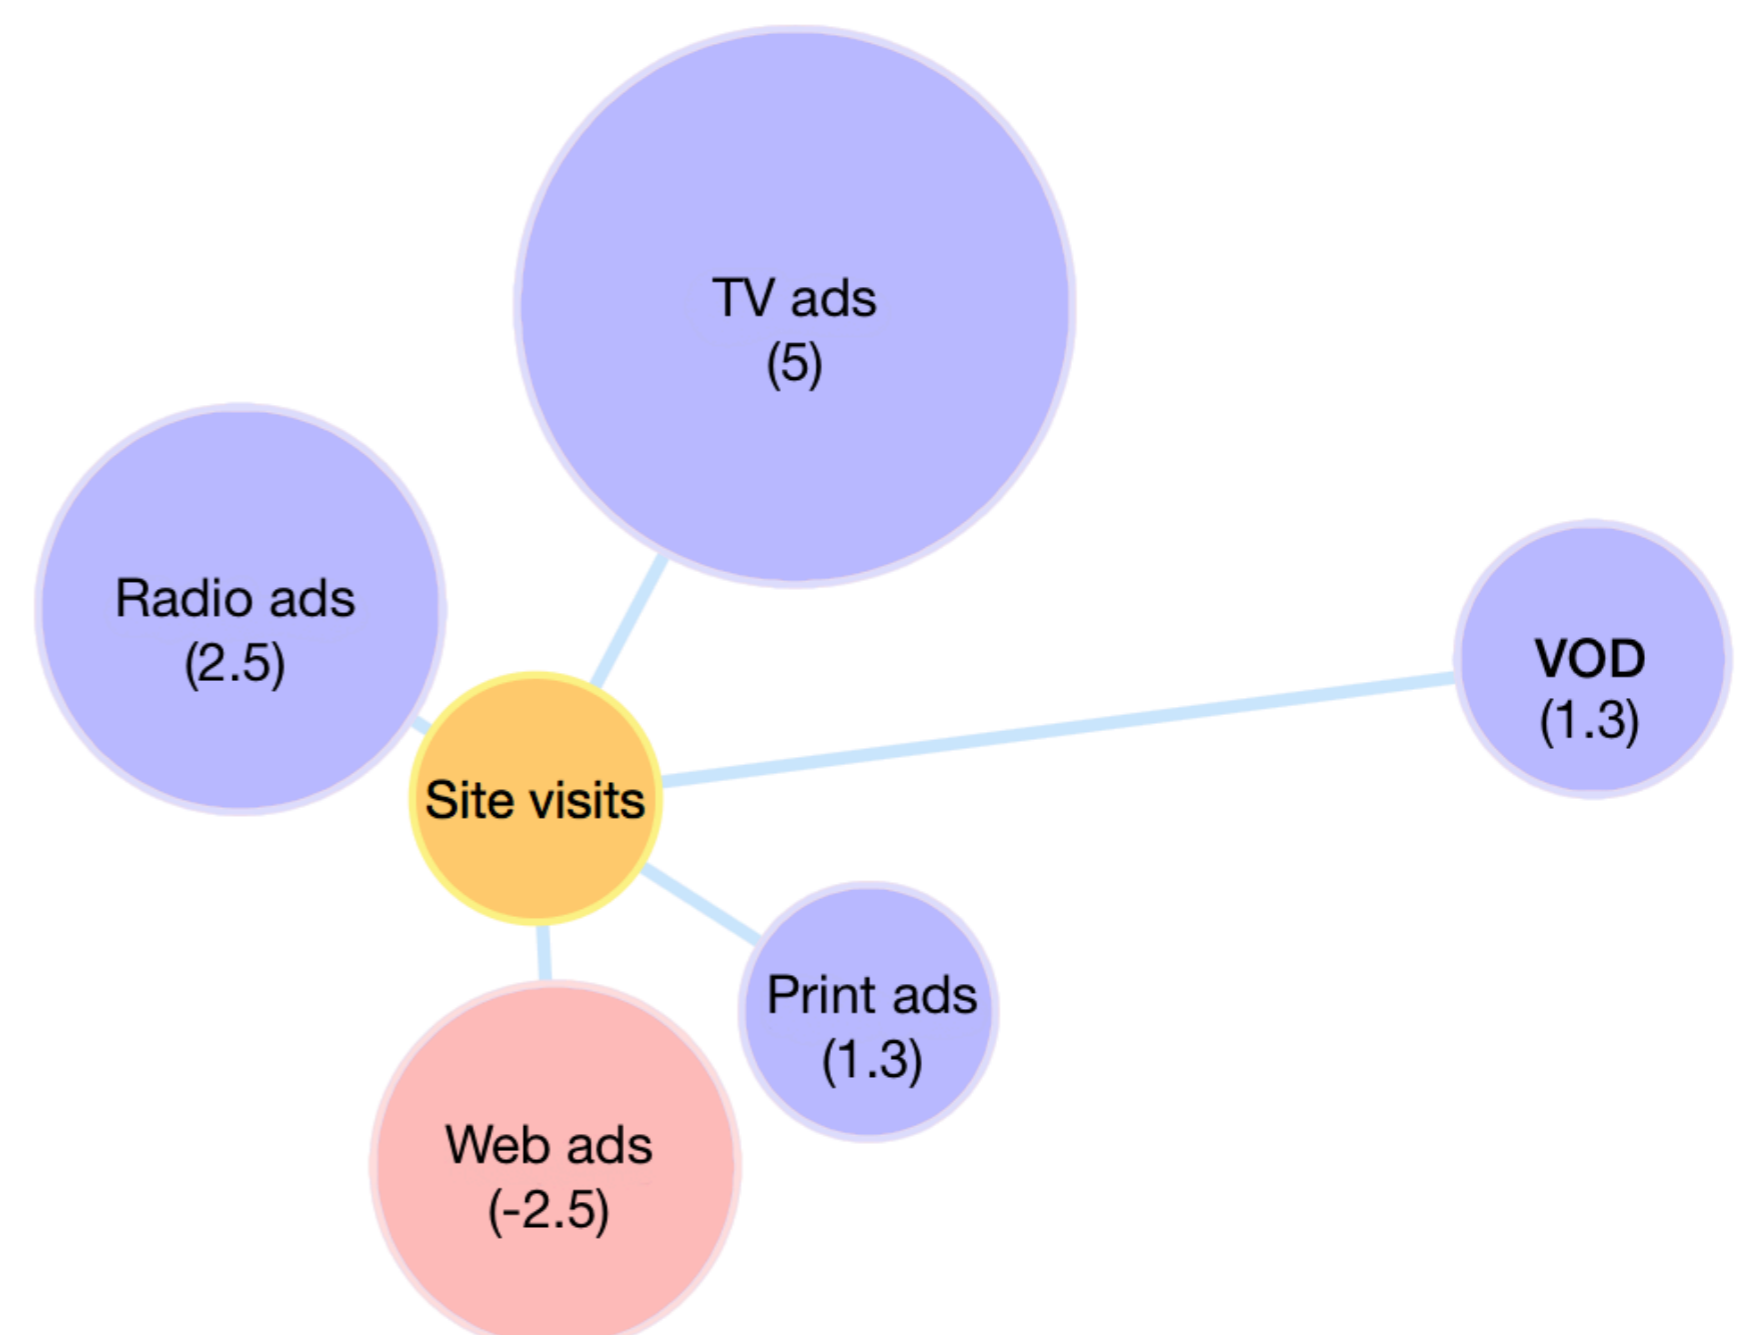 TV ads
(5)
Radio ads
(2.5)
VOD
(1.3)
Site visits
Print ads
(1.3)
Web ads
(-2.5)